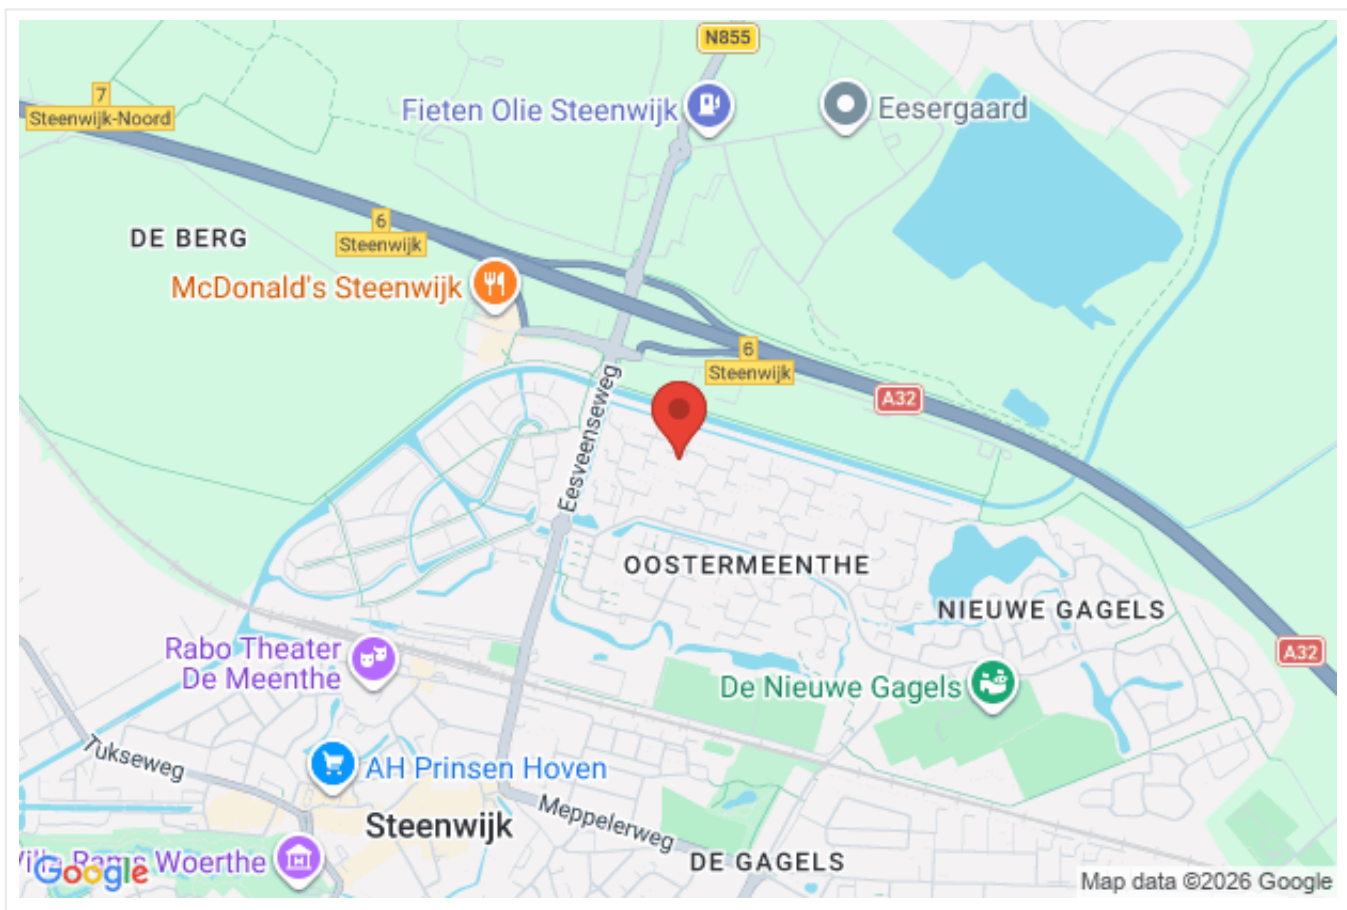 N855
7
Steenwijk-Noord
Fieten Olie Steenwijk
Eesergaard
6
Steenwijk
DE BERG
McDonald's Steenwijk
6
Steenwijk
A32
Eesveenseweg
OOSTERMEENTHE
NIEUWE GAGELS
A32
Rabo Theater
De Meenthe
De Nieuwe Gagels
Tukseweg
AH Prinsen Hoven
Meppelerweg
Steenwijk
Woerthe
DE GAGELS
Google
Map data ©2026 Google